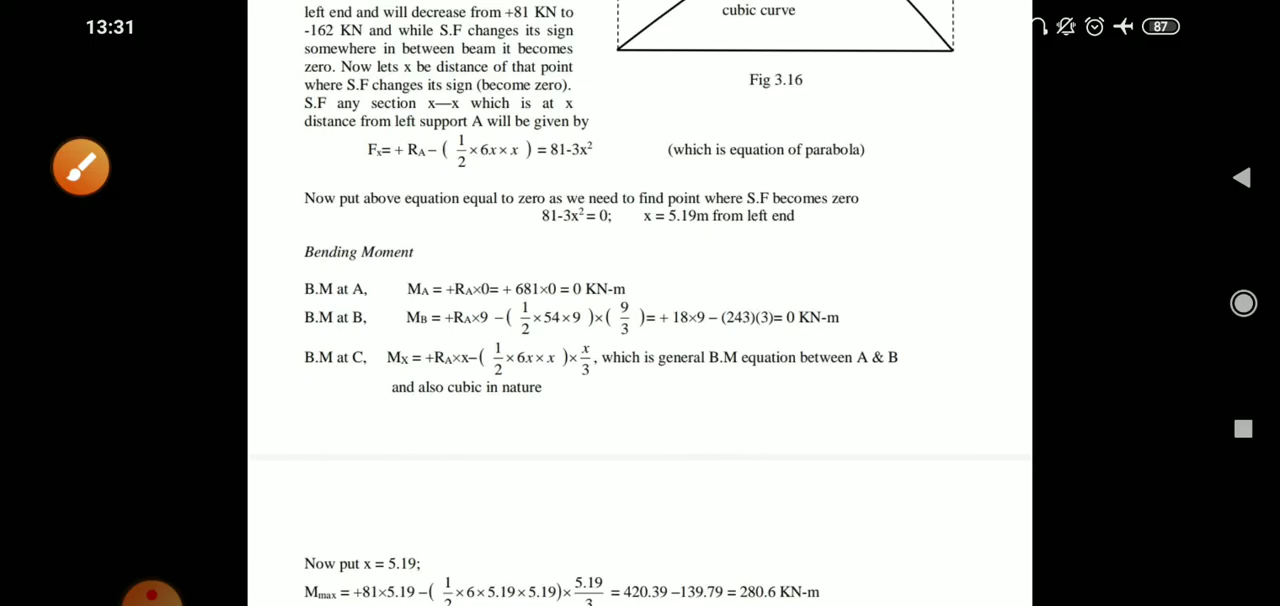 13:31
87
left end and will decrease from +81 KN to
-162 KN and while S.F changes its sign
somewhere in between beam it becomes
zero. Now lets x be distance of that point
where S.F changes its sign (become zero).
S.F any section x—x which is at x
distance from left support A will be given by
cubic curve
Fig 3.16
Fx= + RA – ( 1/2 ×6x× x ) = 81-3x² (which is equation of parabola)
Now put above equation equal to zero as we need to find point where S.F becomes zero
81-3x² = 0; x = 5.19m from left end
Bending Moment
B.M at A, MA = +RA×0= + 681×0 = 0 KN-m
B.M at B, MB = +RA×9 –( 1/2 ×54×9 )×( 9/3 )= + 18×9 – (243)(3)= 0 KN-m
B.M at C, MX = +RA×x–( 1/2 ×6x× x )× x/3 , which is general B.M equation between A & B
and also cubic in nature
Now put x = 5.19;
Mmax = +81×5.19 –( 1/2 ×6×5.19×5.19)× 5.19/3 = 420.39 –139.79 = 280.6 KN-m